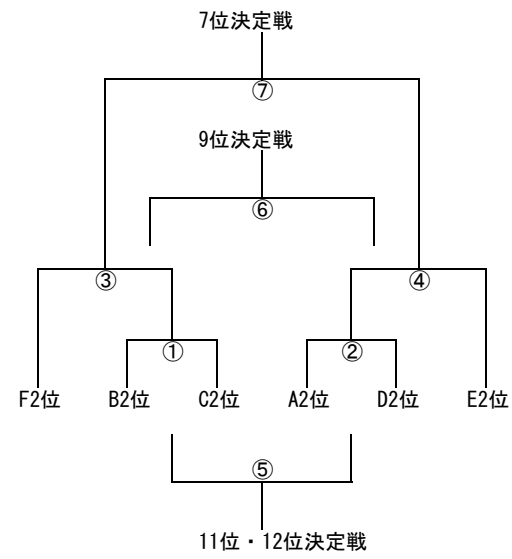 7位決定戦
⑦
9位決定戦
⑥
③
④
①
②
F2位
B2位
C2位
A2位
D2位
E2位
⑤
11位・12位決定戦